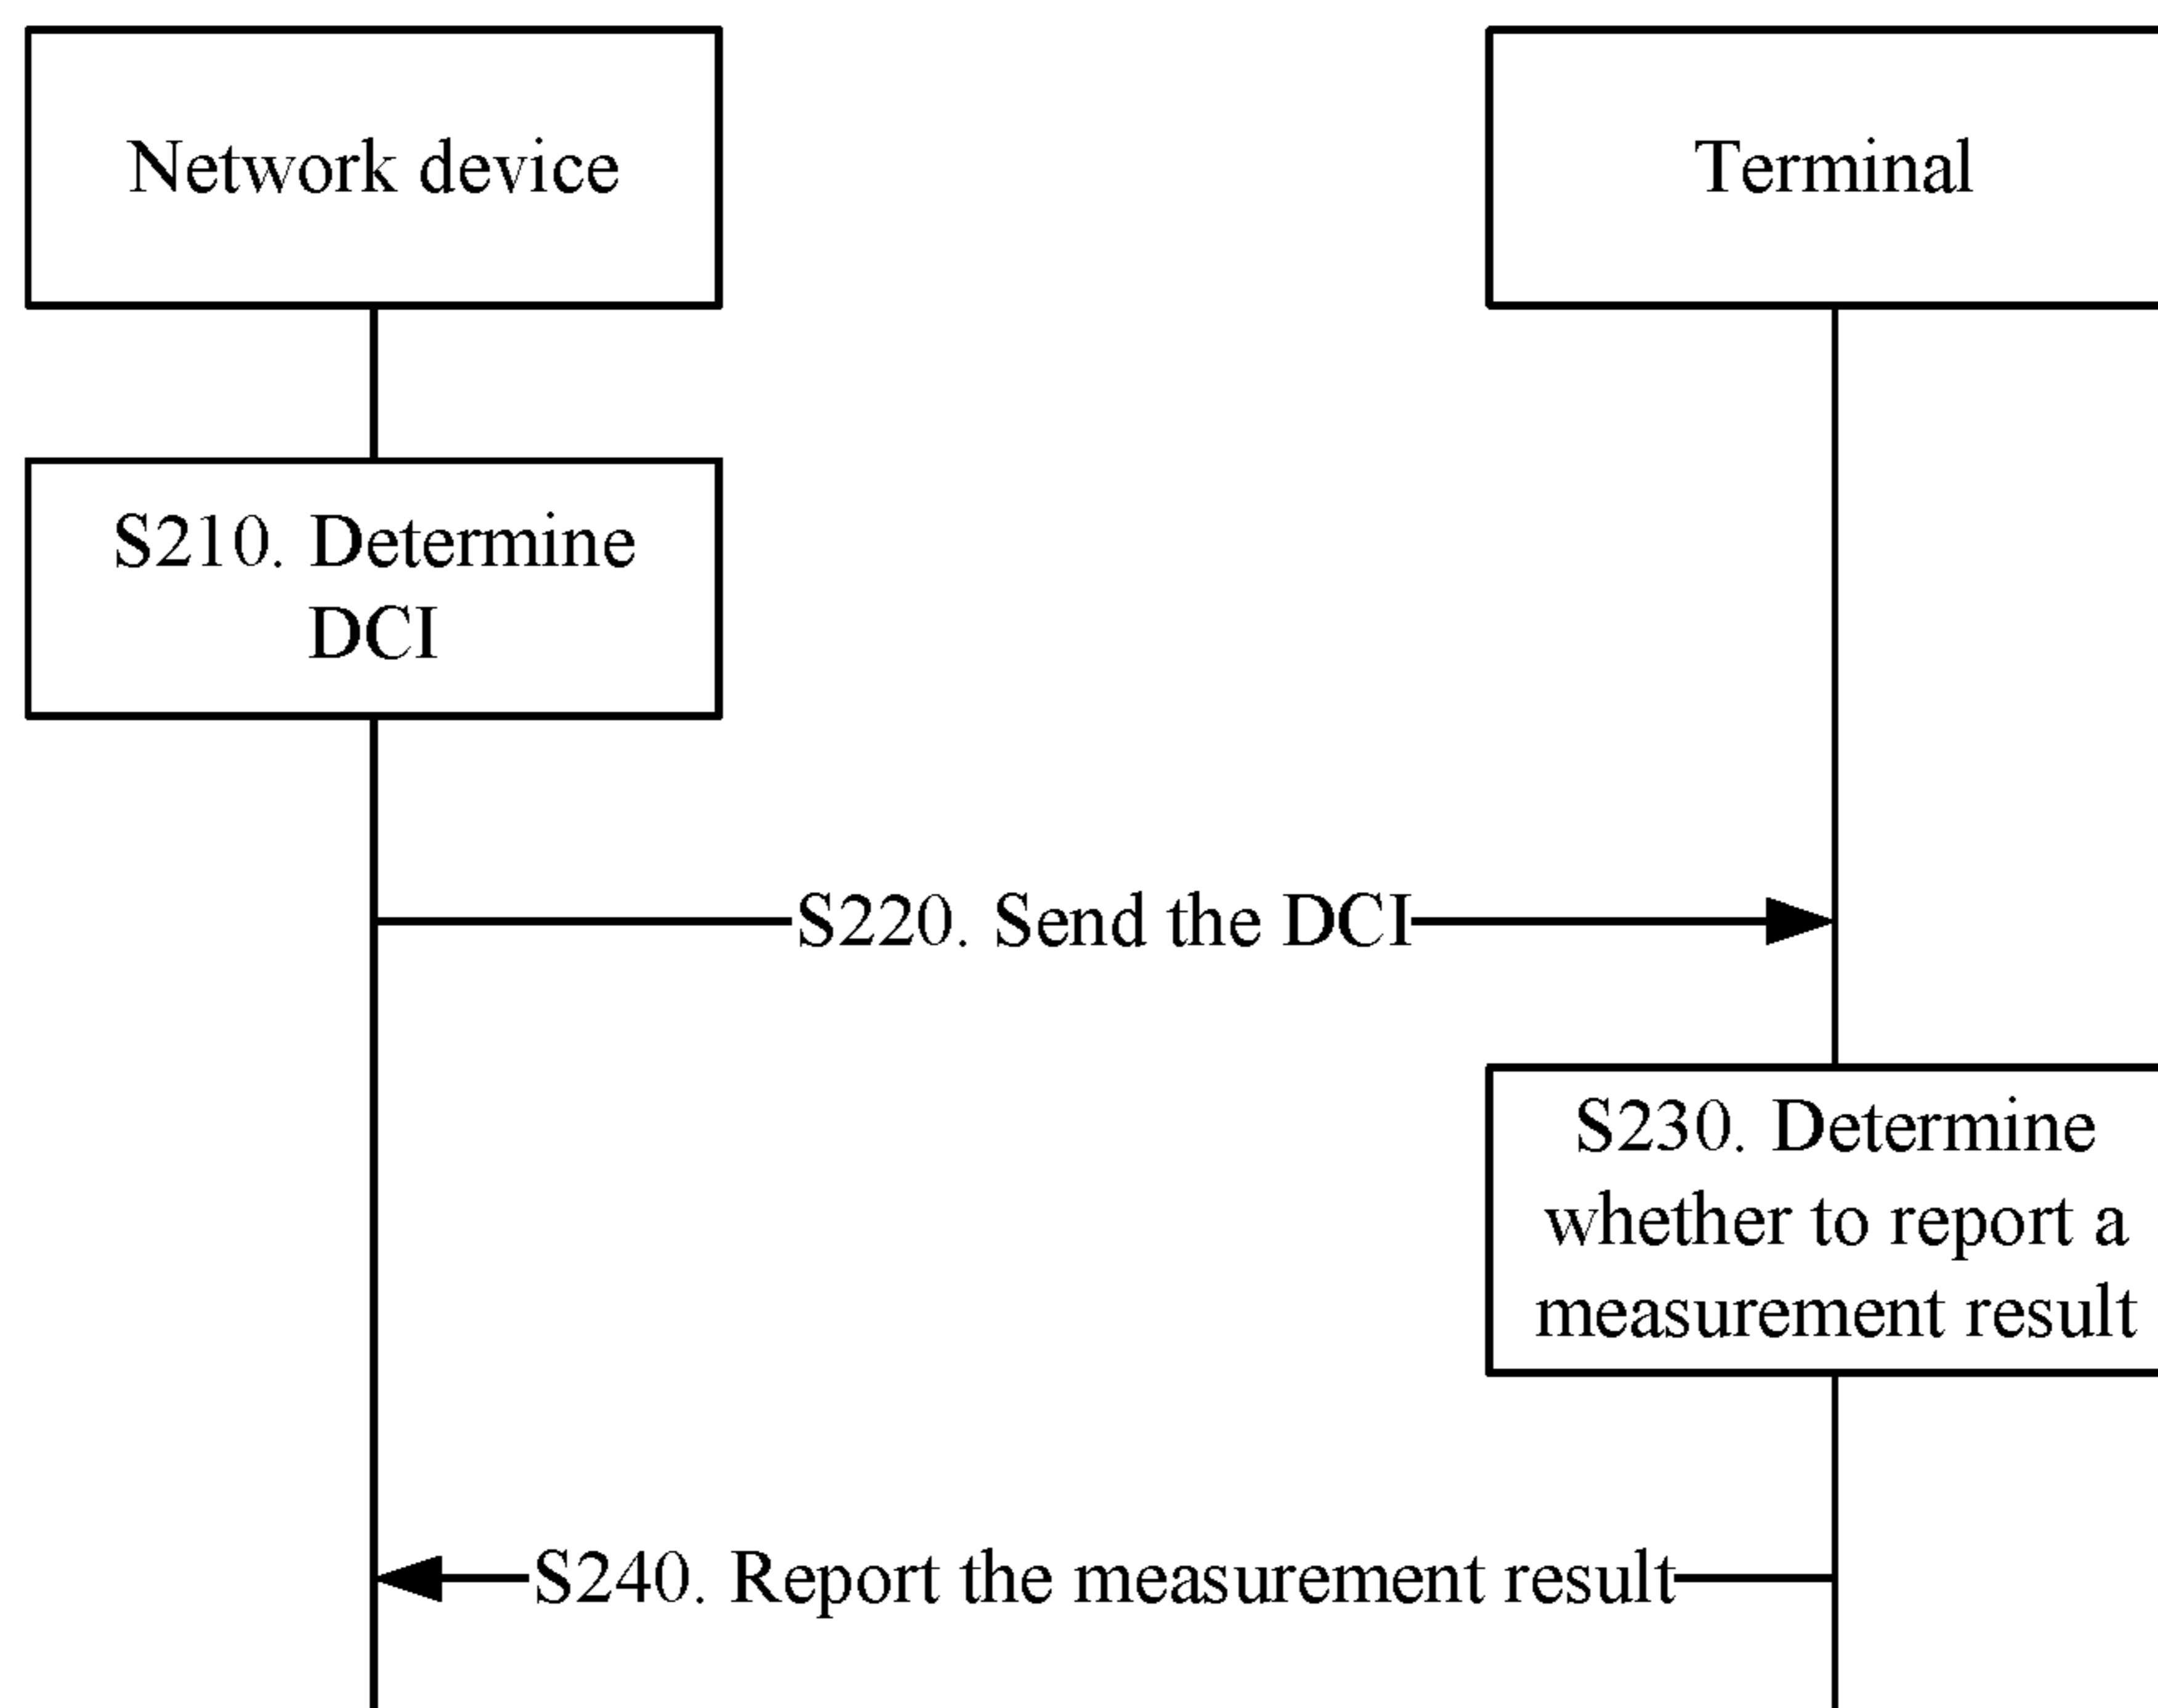 Network device
Terminal
S210. Determine
DCI
S220. Send the DCI
S230. Determine
whether to report a
measurement result
S240. Report the measurement result